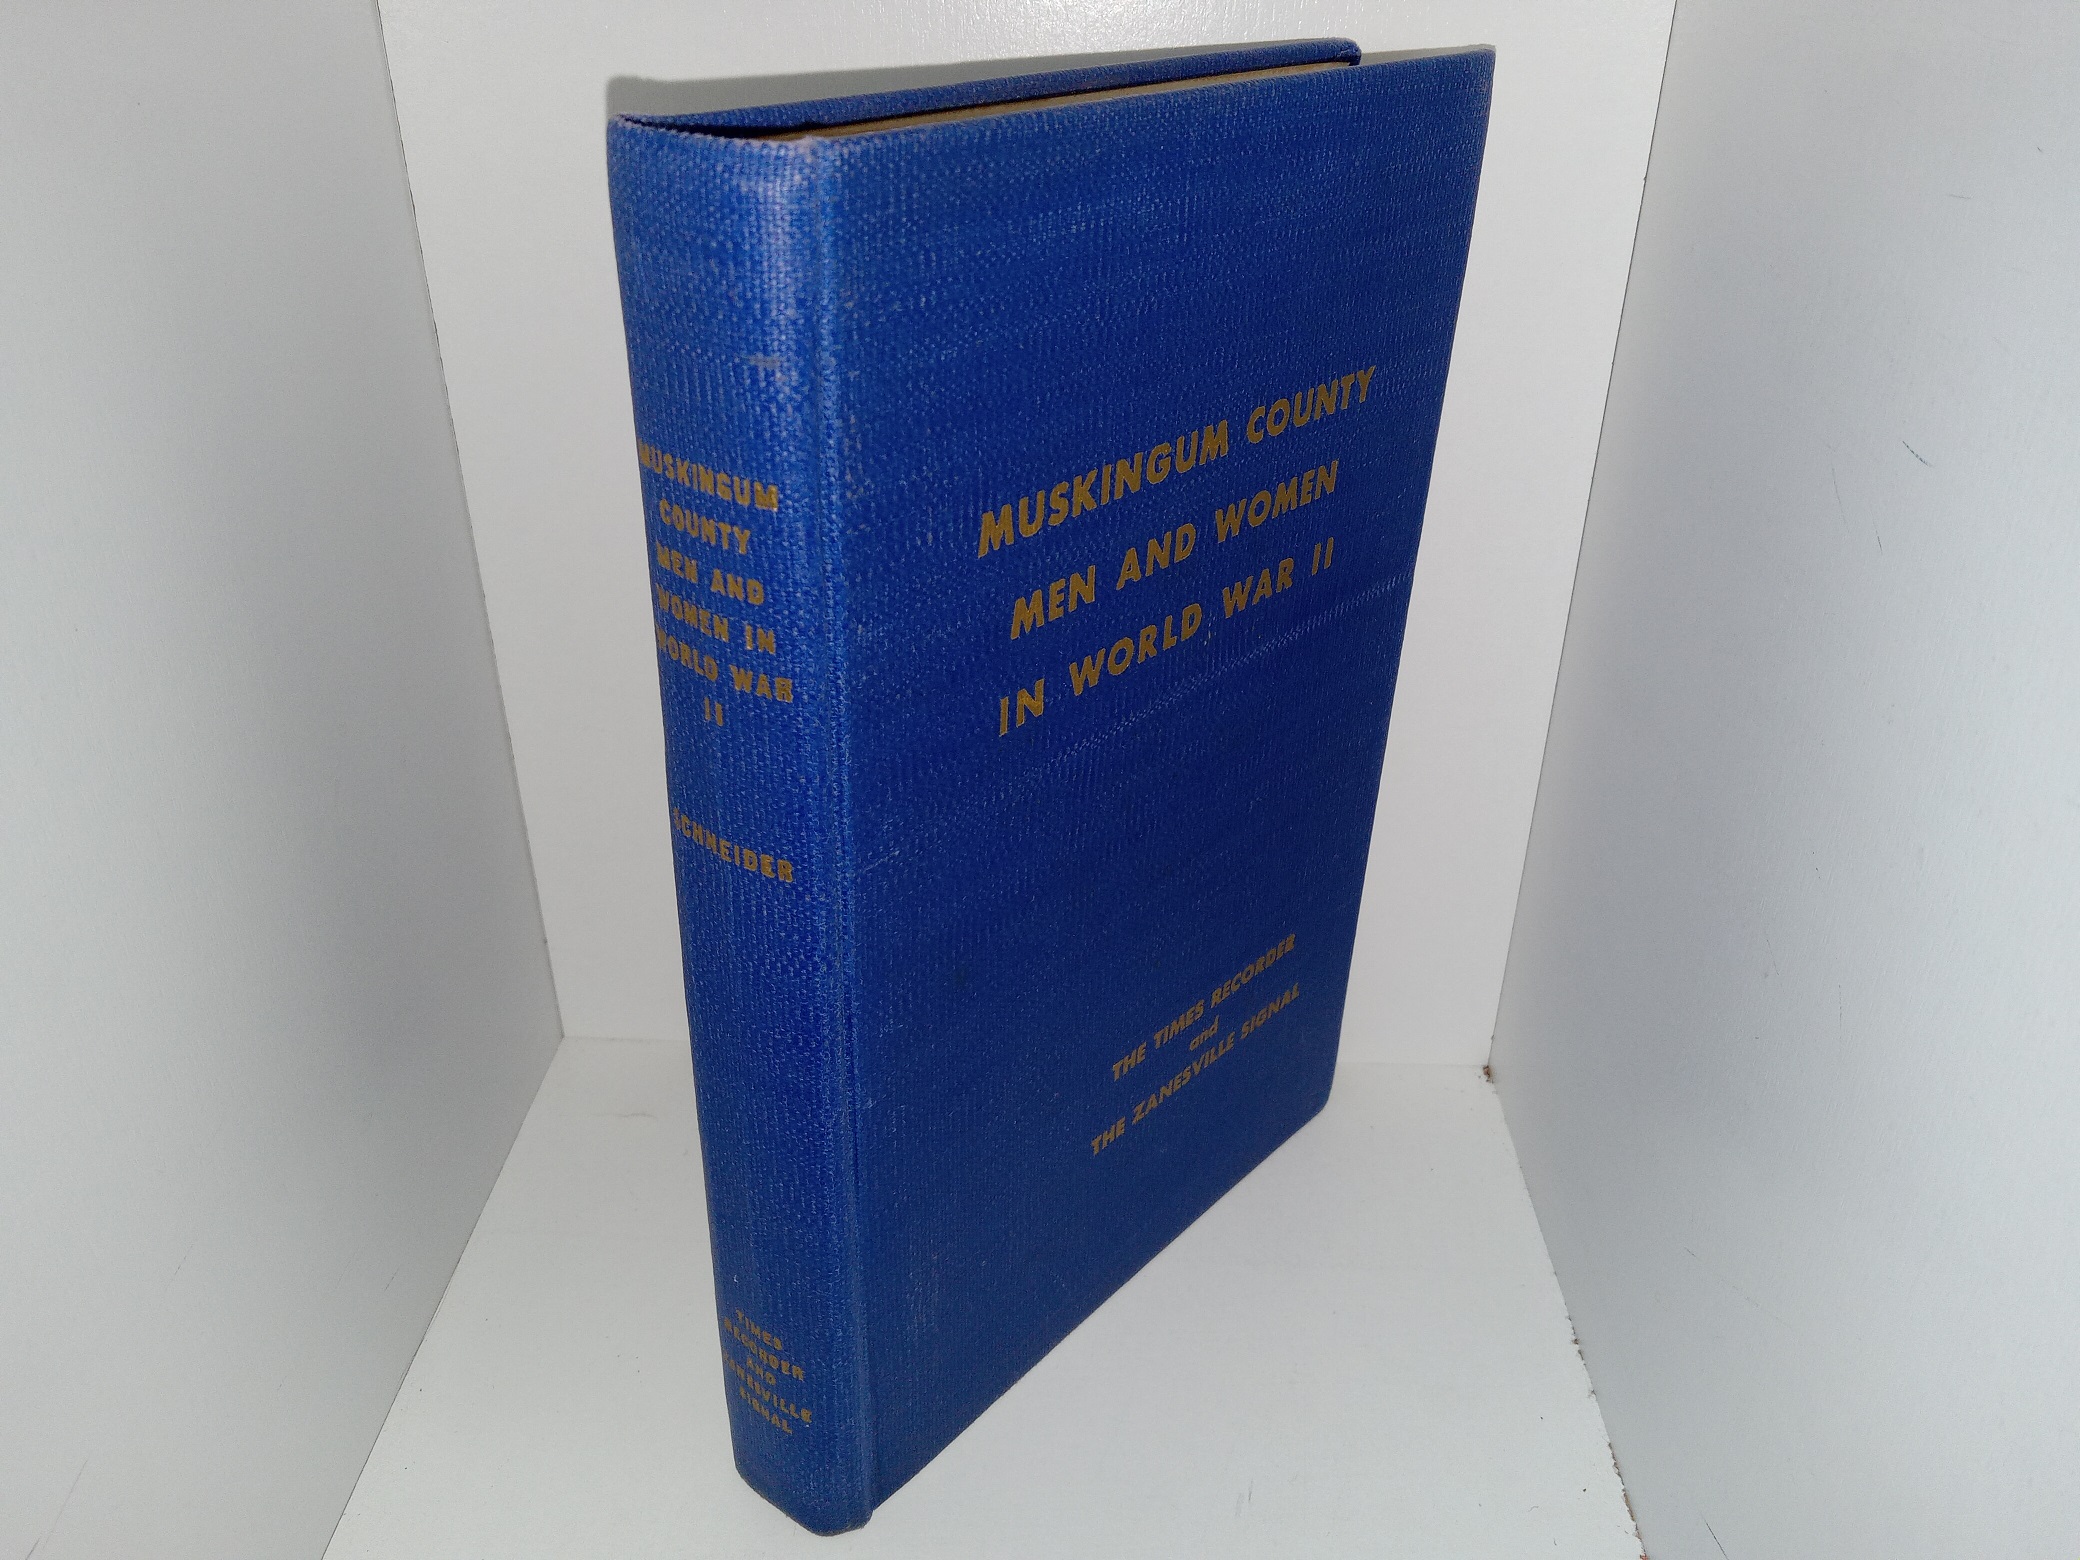 MUSKINGUM
COUNTY
MEN AND
WOMEN IN
WORLD WAR
II
SCHNEIDER
TIMES
RECORDER
AND
ZANESVILLE
SIGNAL
MUSKINGUM COUNTY
MEN AND WOMEN
IN WORLD WAR II
THE TIMES RECORDER
and
THE ZANESVILLE SIGNAL